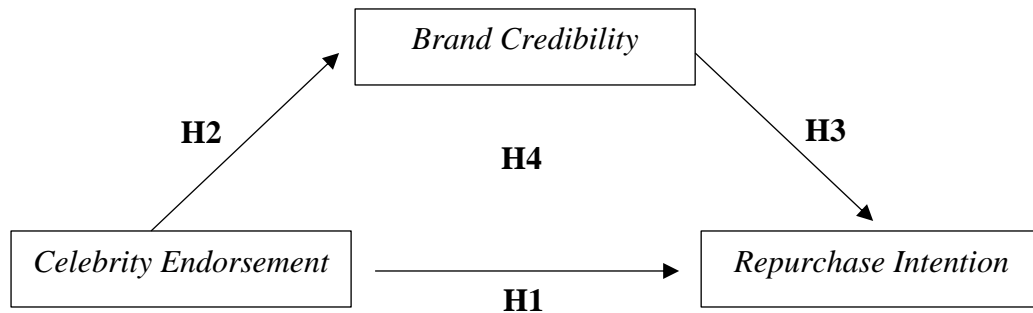 Brand Credibility
H2
H3
H4
Celebrity Endorsement
Repurchase Intention
H1